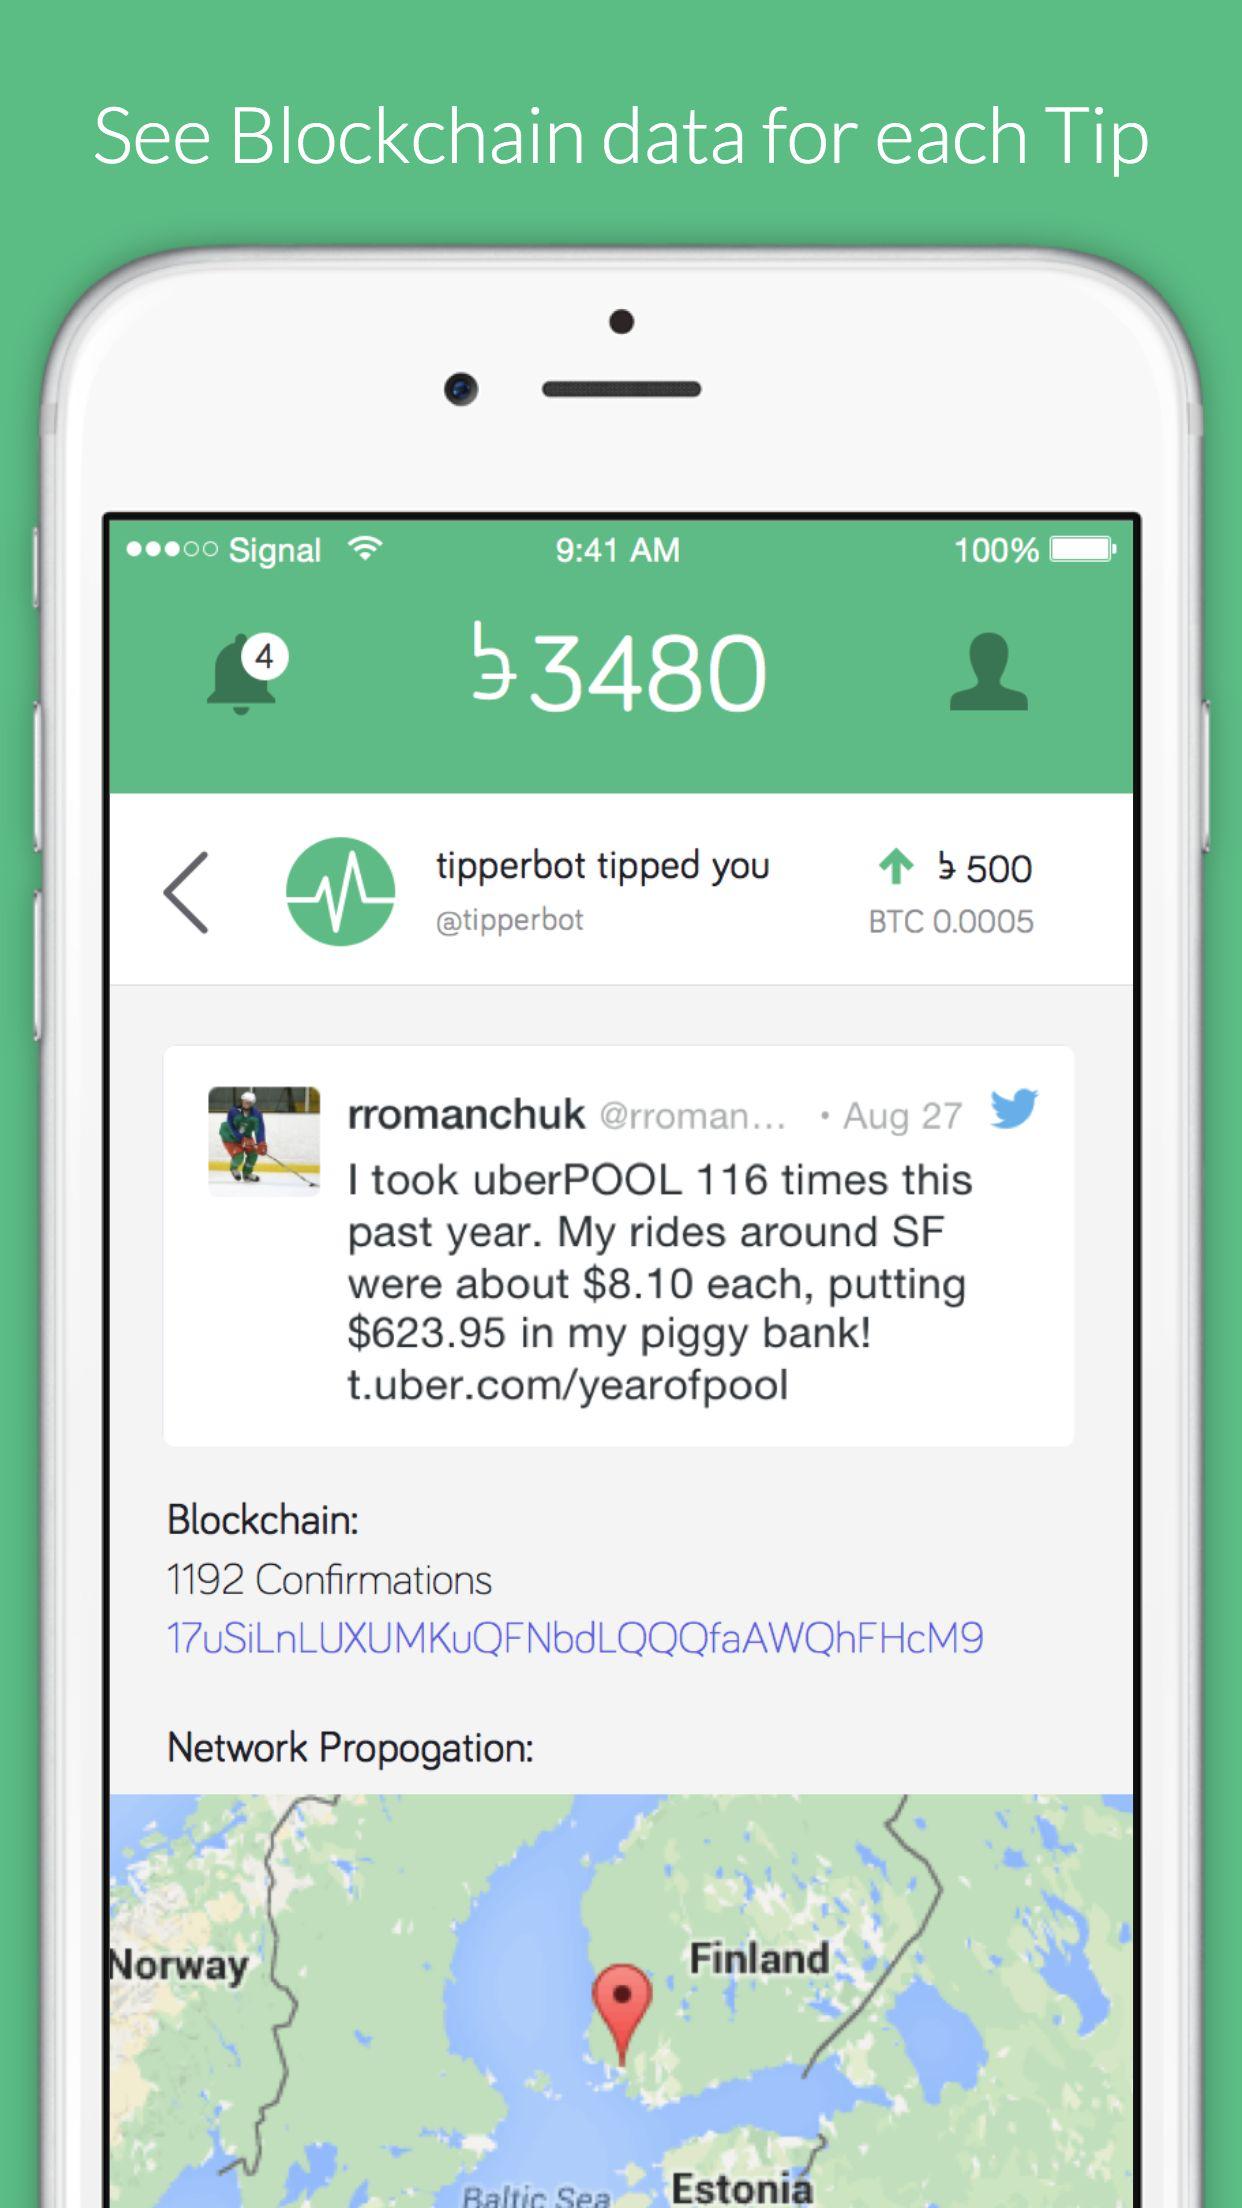 See Blockchain data for each Tip
Signal 9:41 AM 100%
4 3480
tipperbot tipped you 500
@tipperbot BTC 0.0005
rromanchuk @rroman... • Aug 27
I took uberPOOL 116 times this
past year. My rides around SF
were about $8.10 each, putting
$623.95 in my piggy bank!
t.uber.com/yearofpool
Blockchain:
1192 Confirmations
17uSiLnLUXUMKuQFNbdLQQQfaAWQhFHcM9
Network Propogation:
Norway
Finland
Estonia
Baltic Sea